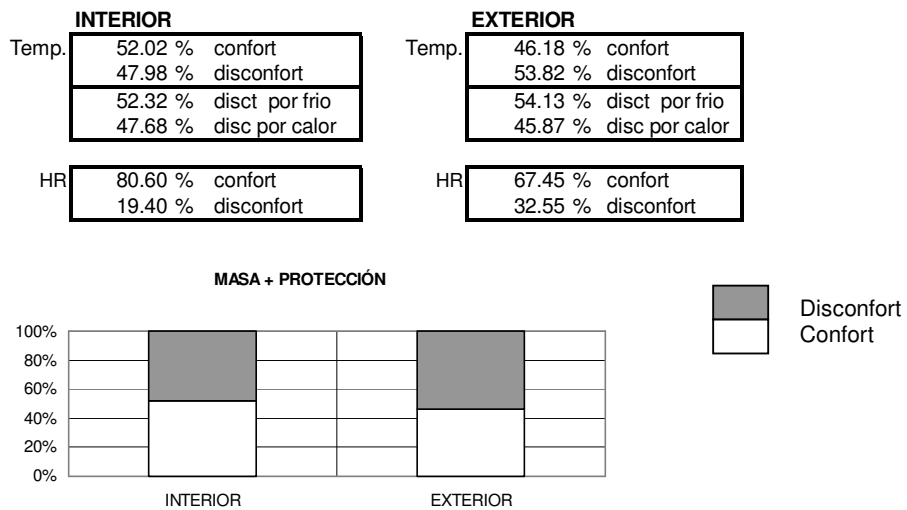 INTERIOR EXTERIOR
Temp. 52.02 % confort Temp. 46.18 % confort
47.98 % disconfort 53.82 % disconfort
52.32 % disct por frio 54.13 % disct por frio
47.68 % disc por calor 45.87 % disc por calor
HR 80.60 % confort HR 67.45 % confort
19.40 % disconfort 32.55 % disconfort
MASA + PROTECCIÓN
Disconfort
Confort
100%
80%
60%
40%
20%
0%
INTERIOR EXTERIOR